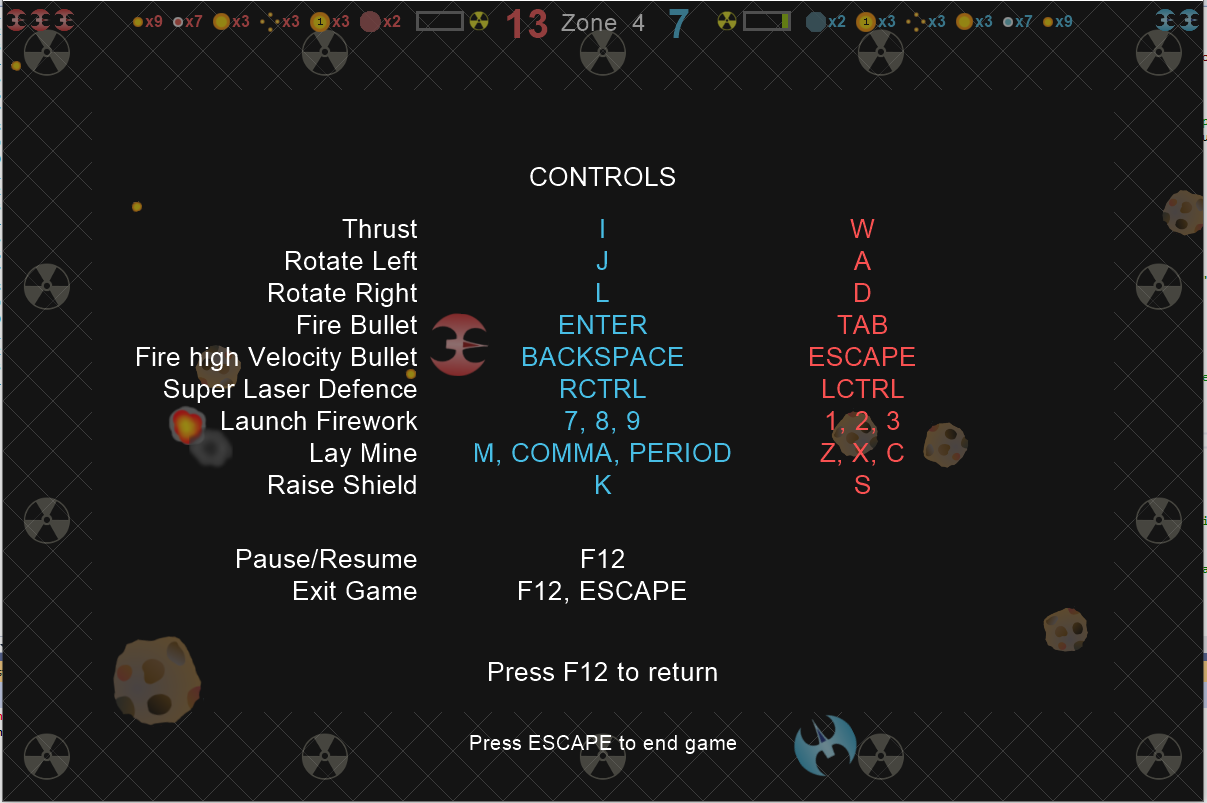 x9 x7 x3 x3 1 x3 x2 13 Zone 4 7 x2 1 x3 x3 x3 x7 x9
CONTROLS
Thrust I W
Rotate Left J A
Rotate Right L D
Fire Bullet ENTER TAB
Fire high Velocity Bullet BACKSPACE ESCAPE
Super Laser Defence RCTRL LCTRL
Launch Firework 7, 8, 9 1, 2, 3
Lay Mine M, COMMA, PERIOD Z, X, C
Raise Shield K S
Pause/Resume F12
Exit Game F12, ESCAPE
Press F12 to return
Press ESCAPE to end game